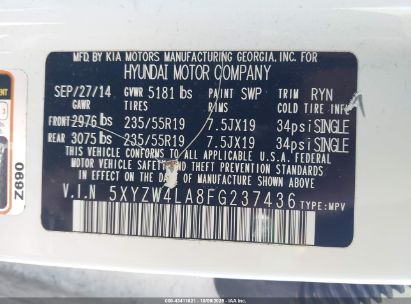 MFD. BY KIA MOTORS MANUFACTURING GEORGIA, INC. FOR
HYUNDAI MOTOR COMPANY
SEP/27/14 GVWR 5181 lbs PAINT SWP TRIM RYN
GAWR TIRES RIMS COLD TIRE INF
FRONT 2976 lbs 235/55R19 7.5JX19 34psi SINGLE
REAR 3075 lbs 235/55R19 7.5JX19 34psi SINGLE
THIS VEHICLE CONFORMS TO ALL APPLICABLE U.S. FEDERAL
MOTOR VEHICLE SAFETY AND THEFT PREVENTION STANDARDS
IN EFFECT ON THE DATE OF MANUFACTURE SHOWN ABOVE.
V.I.N 5XYZW4LA8FG237436 TYPE: MPV
Z690